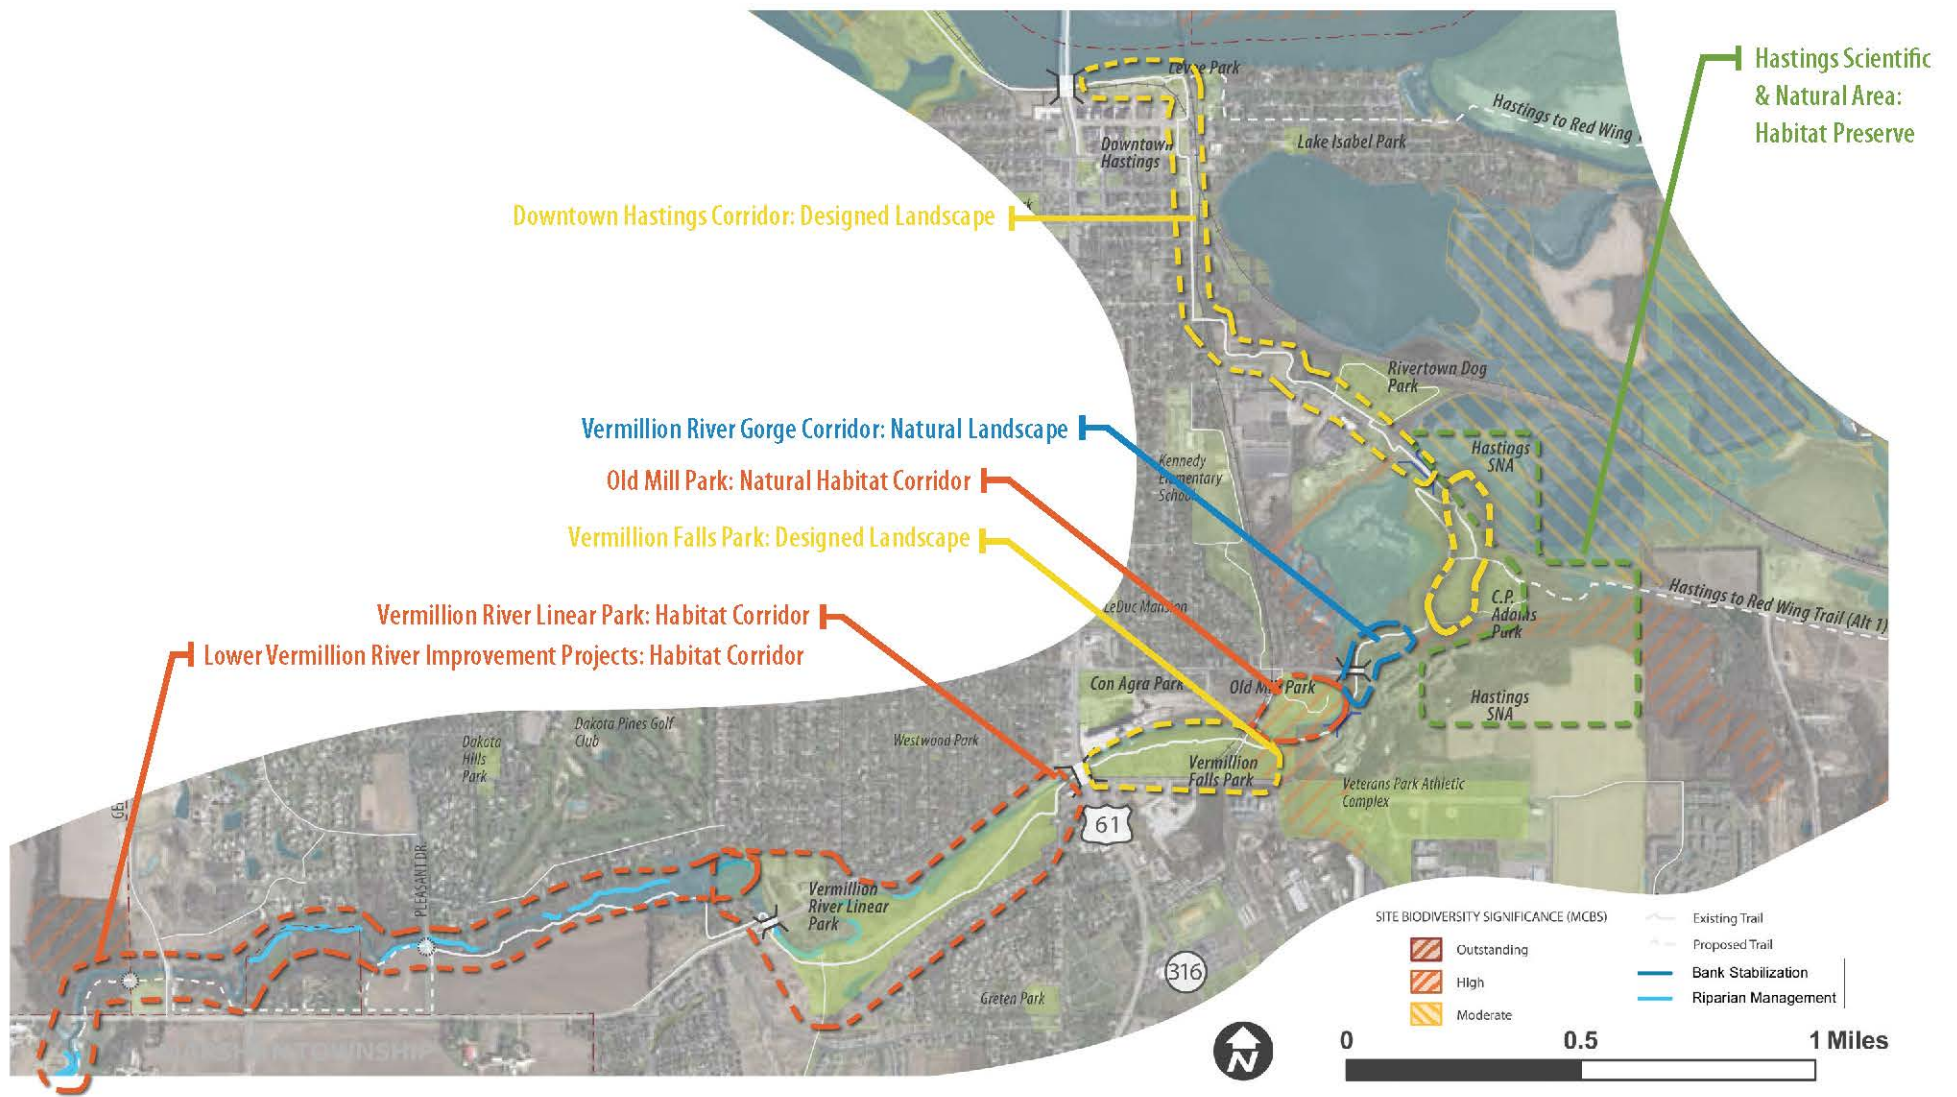 Levee Park
Hastings Scientific
& Natural Area:
Habitat Preserve
Hastings to Red Wing
Lake Isabel Park
Downtown
Hastings
Downtown Hastings Corridor: Designed Landscape
Rivertown Dog
Park
Vermillion River Gorge Corridor: Natural Landscape
Hastings
SNA
Kennedy
Elementary
School
Old Mill Park: Natural Habitat Corridor
Vermillion Falls Park: Designed Landscape
Hastings to Red Wing Trail (Alt 1)
C.P.
Adams
Park
LeDuc Mansion
Vermillion River Linear Park: Habitat Corridor
Lower Vermillion River Improvement Projects: Habitat Corridor
Con Agra Park
Old Mill Park
Hastings
SNA
Dakota Pines Golf
Club
Dakota
Hills
Park
Westwood Park
Vermillion
Falls Park
Veterans Park Athletic
Complex
61
PLEASANT DR.
Vermillion
River Linear
Park
316
Greten Park
TOWNSHIP
SITE BIODIVERSITY SIGNIFICANCE (MCBS)
Outstanding
High
Moderate
Existing Trail
Proposed Trail
Bank Stabilization
Riparian Management
N
0 0.5 1 Miles